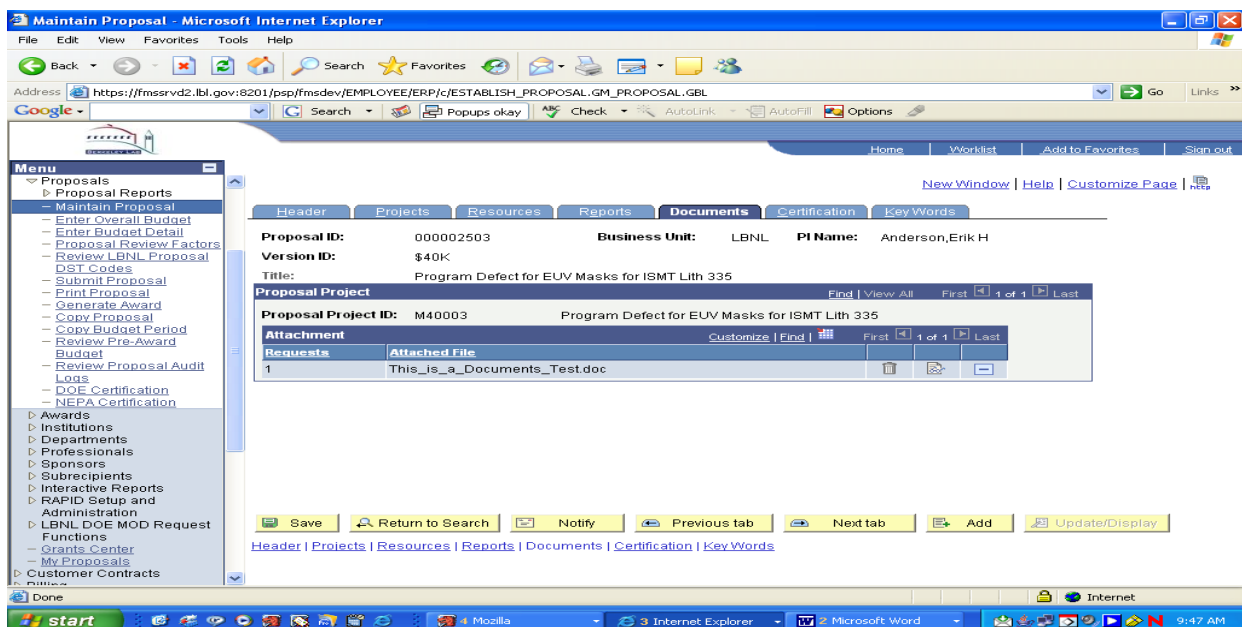 Maintain Proposal - Microsoft Internet Explorer
File Edit View Favorites Tools Help
Back Search Favorites
Address https://fmssrvd2.lbl.gov:8201/psp/fmsdev/EMPLOYEE/ERP/c/ESTABLISH_PROPOSAL.GM_PROPOSAL.GBL Go Links »
Google Search Popups okay ABC Check AutoLink AutoFill Options
BERKELEY LAB
Home Worklist Add to Favorites Sign out
Menu
New Window | Help | Customize Page | http
Proposals
Proposal Reports
Maintain Proposal
Enter Overall Budget
Enter Budget Detail
Proposal Review Factors
Review LBNL Proposal
DST Codes
Submit Proposal
Print Proposal
Generate Award
Copy Proposal
Copy Budget Period
Review Pre-Award
Budget
Review Proposal Audit
Logs
DOE Certification
NEPA Certification
Awards
Institutions
Departments
Professionals
Sponsors
Subrecipients
Interactive Reports
RAPID Setup and
Administration
LBNL DOE MOD Request
Functions
Grants Center
My Proposals
Customer Contracts
Billing
Header Projects Resources Reports Documents Certification Key Words
Proposal ID: 000002503 Business Unit: LBNL PI Name: Anderson,Erik H
Version ID: $40K
Title: Program Defect for EUV Masks for ISMT Lith 335
Proposal Project Find | View All First 1 of 1 Last
Proposal Project ID: M40003 Program Defect for EUV Masks for ISMT Lith 335
Attachment Customize | Find | First 1 of 1 Last
Requests Attached File
1 This_is_a_Documents_Test.doc
Save Return to Search Notify Previous tab Next tab Add Update/Display
Header | Projects | Resources | Reports | Documents | Certification | Key Words
Done Internet
start 4 Mozilla 3 Internet Explorer 2 Microsoft Word 9:47 AM